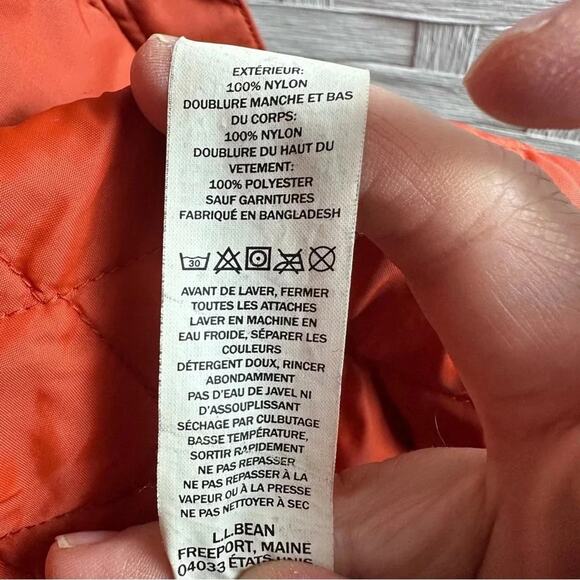 EXTÉRIEUR:
100% NYLON
DOUBLURE MANCHE ET BAS
DU CORPS:
100% NYLON
DOUBLURE DU HAUT DU
VETEMENT:
100% POLYESTER
SAUF GARNITURES
FABRIQUÉ EN BANGLADESH
30
AVANT DE LAVER, FERMER
TOUTES LES ATTACHES
LAVER EN MACHINE EN
EAU FROIDE, SÉPARER LES
COULEURS
DÉTERGENT DOUX, RINCER
ABONDAMMENT
PAS D'EAU DE JAVEL NI
D'ASSOUPLISSANT
SÉCHAGE PAR CULBUTAGE
BASSE TEMPÉRATURE,
SORTIR RAPIDEMENT
NE PAS REPASSER
NE PAS REPASSER À LA
VAPEUR OU À LA PRESSE
NE PAS NETTOYER À SEC
L.L.BEAN
FREEPORT, MAINE
04033 ÉTATS-UNIS